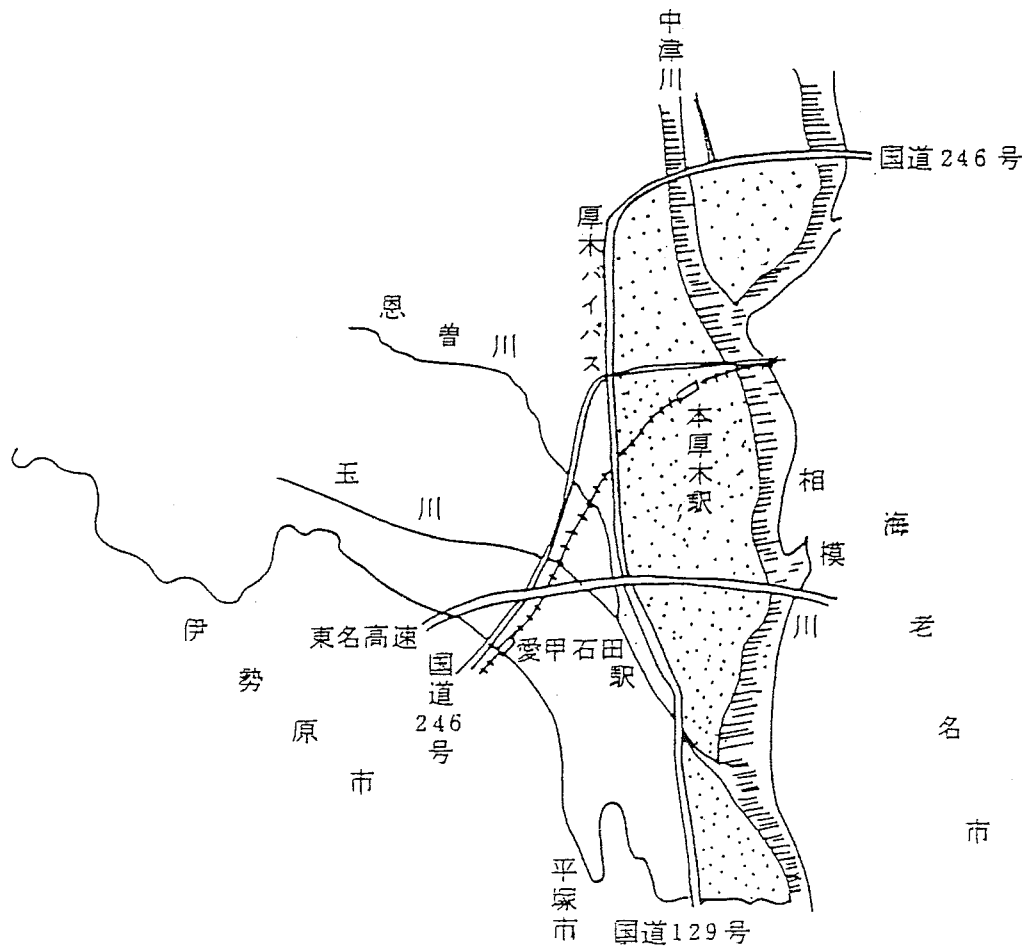 中津川
国道246号
厚木バイパス
恩曽川
本厚木駅
玉川
相模川
海老名市
東名高速
愛甲石田駅
伊勢原市
国道246号
平塚市
国道129号